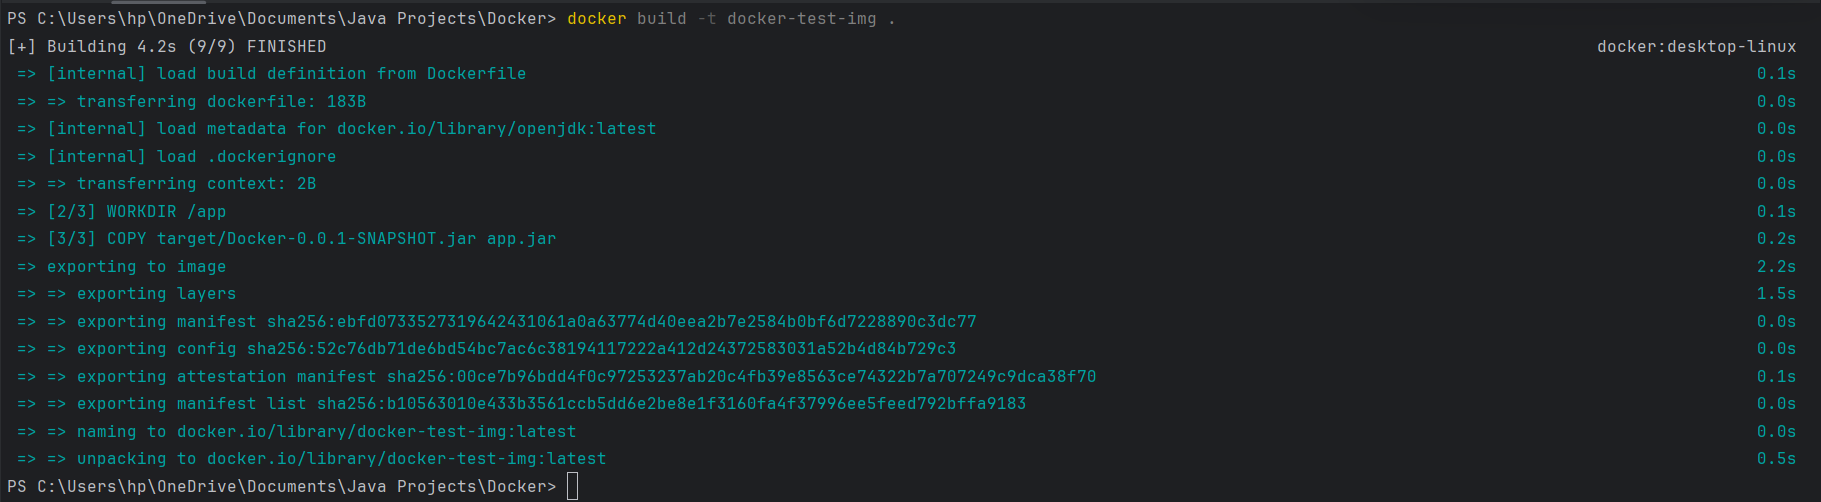 PS C:\Users\hp\OneDrive\Documents\Java Projects\Docker> docker build -t docker-test-img .
[+] Building 4.2s (9/9) FINISHED docker:desktop-linux
=> [internal] load build definition from Dockerfile 0.1s
=> => transferring dockerfile: 183B 0.0s
=> [internal] load metadata for docker.io/library/openjdk:latest 0.0s
=> [internal] load .dockerignore 0.0s
=> => transferring context: 2B 0.0s
=> [2/3] WORKDIR /app 0.1s
=> [3/3] COPY target/Docker-0.0.1-SNAPSHOT.jar app.jar 0.2s
=> exporting to image 2.2s
=> => exporting layers 1.5s
=> => exporting manifest sha256:ebfd0733527319642431061a0a63774d40eea2b7e2584b0bf6d7228890c3dc77 0.0s
=> => exporting config sha256:52c76db71de6bd54bc7ac6c38194117222a412d24372583031a52b4d84b729c3 0.0s
=> => exporting attestation manifest sha256:00ce7b96bdd4f0c97253237ab20c4fb39e8563ce74322b7a707249c9dca38f70 0.1s
=> => exporting manifest list sha256:b10563010e433b3561ccb5dd6e2be8e1f3160fa4f37996ee5feed792bffa9183 0.0s
=> => naming to docker.io/library/docker-test-img:latest 0.0s
=> => unpacking to docker.io/library/docker-test-img:latest 0.5s
PS C:\Users\hp\OneDrive\Documents\Java Projects\Docker>